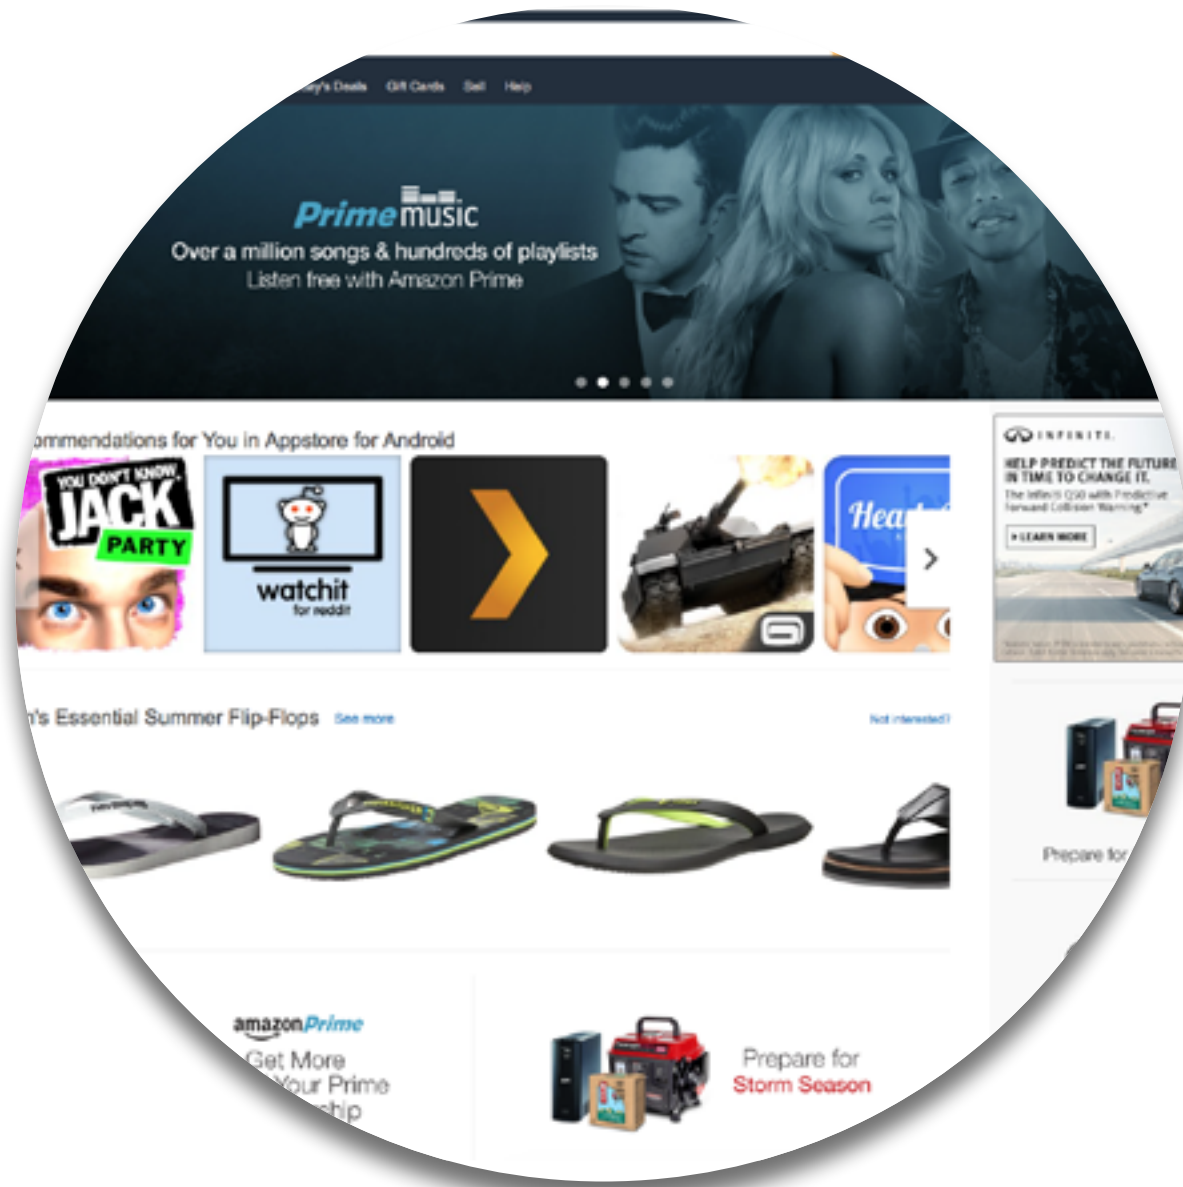 ay's Deals Gift Cards Sell Help
Prime music
Over a million songs & hundreds of playlists
Listen free with Amazon Prime
ommendations for You in Appstore for Android
YOU DON'T KNOW
JACK
PARTY
watchit
for reddit
Hea
INFINITI.
HELP PREDICT THE FUTURE
IN TIME TO CHANGE IT.
The Infiniti Q50 with Predictive
Forward Collision Warning.*
LEARN MORE
n's Essential Summer Flip-Flops See more
Not interested?
Prepare for
amazonPrime
Get More
Your Prime
ship
Prepare for
Storm Season